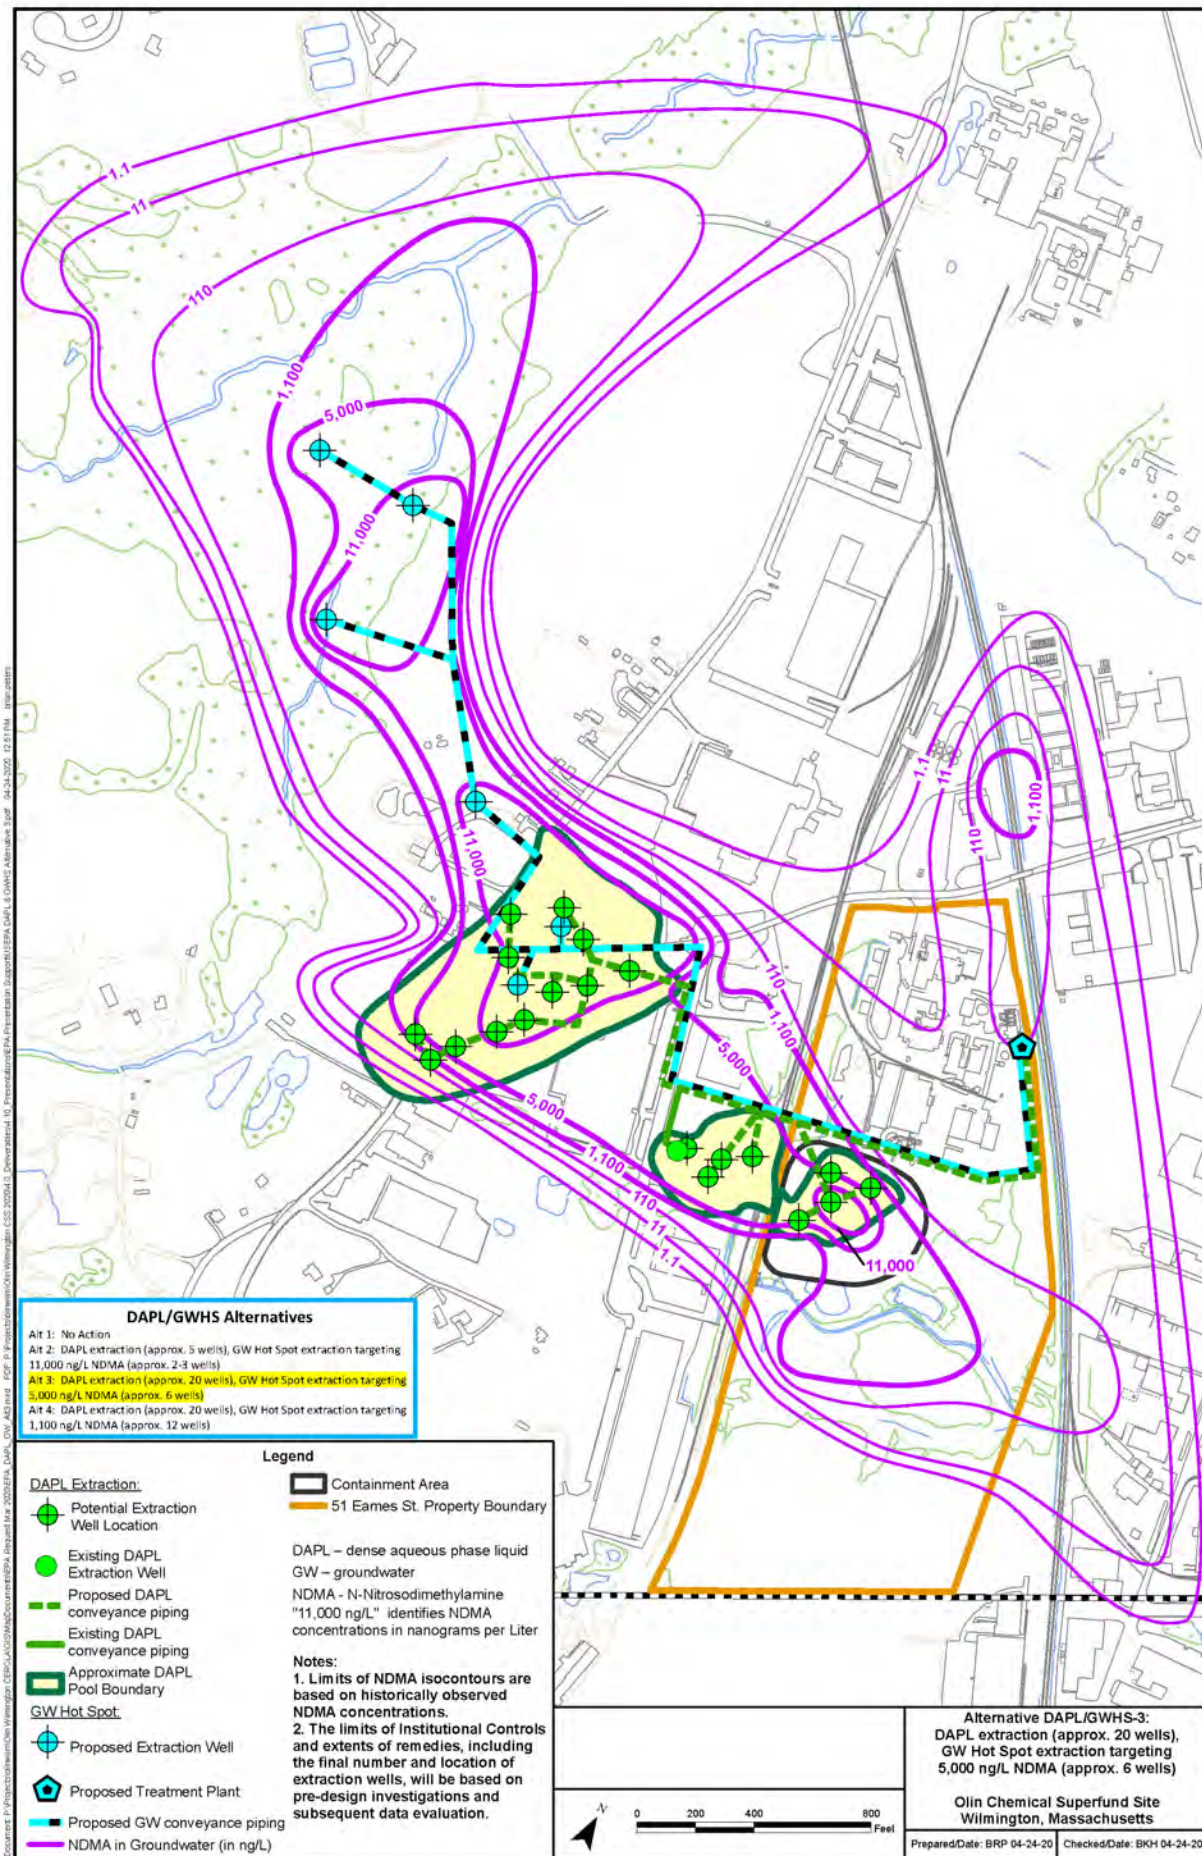 1.1
11
110
1,100
5,000
11,000
11,000
1.1
11
110
1,100
110
1,100
5,000
5,000
1,100
110
11
1.1
11,000
DAPL/GWHS Alternatives
Alt 1: No Action
Alt 2: DAPL extraction (approx. 5 wells), GW Hot Spot extraction targeting
11,000 ng/L NDMA (approx. 2-3 wells)
Alt 3: DAPL extraction (approx. 20 wells), GW Hot Spot extraction targeting
5,000 ng/L NDMA (approx. 6 wells)
Alt 4: DAPL extraction (approx. 20 wells), GW Hot Spot extraction targeting
1,100 ng/L NDMA (approx. 12 wells)
Legend
DAPL Extraction:
Potential Extraction
Well Location
Existing DAPL
Extraction Well
Proposed DAPL
conveyance piping
Existing DAPL
conveyance piping
Approximate DAPL
Pool Boundary
GW Hot Spot:
Proposed Extraction Well
Proposed Treatment Plant
Proposed GW conveyance piping
NDMA in Groundwater (in ng/L)
Containment Area
51 Eames St. Property Boundary
DAPL – dense aqueous phase liquid
GW – groundwater
NDMA - N-Nitrosodimethylamine
"11,000 ng/L" identifies NDMA
concentrations in nanograms per Liter
Notes:
1. Limits of NDMA isocontours are
based on historically observed
NDMA concentrations.
2. The limits of Institutional Controls
and extents of remedies, including
the final number and location of
extraction wells, will be based on
pre-design investigations and
subsequent data evaluation.
N
0 200 400 800
Feet
Alternative DAPL/GWHS-3:
DAPL extraction (approx. 20 wells),
GW Hot Spot extraction targeting
5,000 ng/L NDMA (approx. 6 wells)
Olin Chemical Superfund Site
Wilmington, Massachusetts
Prepared/Date: BRP 04-24-20
Checked/Date: BKH 04-24-20